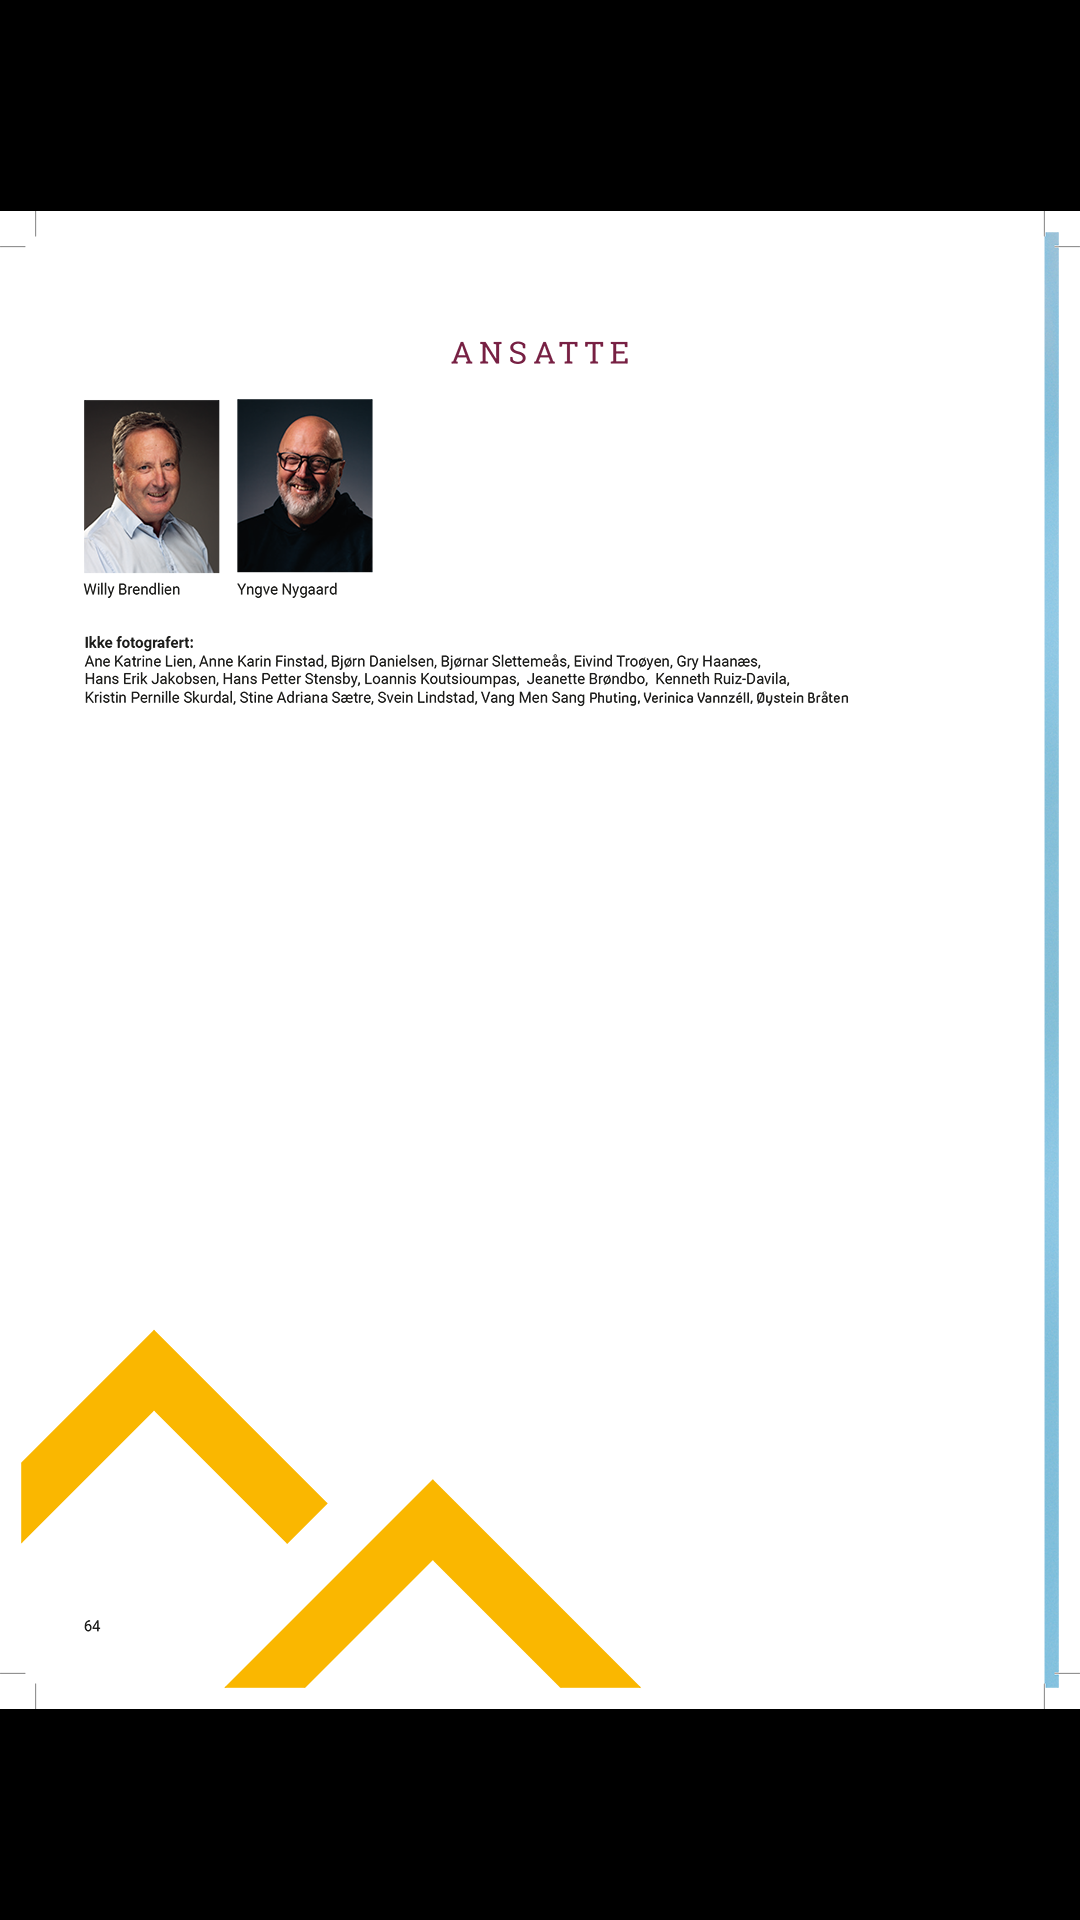 ANSATTE
Willy Brendlien
Yngve Nygaard
Ikke fotografert:
Ane Katrine Lien, Anne Karin Finstad, Bjørn Danielsen, Bjørnar Slettemeås, Eivind Troøyen, Gry Haanæs,
Hans Erik Jakobsen, Hans Petter Stensby, Loannis Koutsioumpas, Jeanette Brøndbo, Kenneth Ruiz-Davila,
Kristin Pernille Skurdal, Stine Adriana Sætre, Svein Lindstad, Vang Men Sang Phuting, Verinica Vannzéll, Øystein Bråten
64